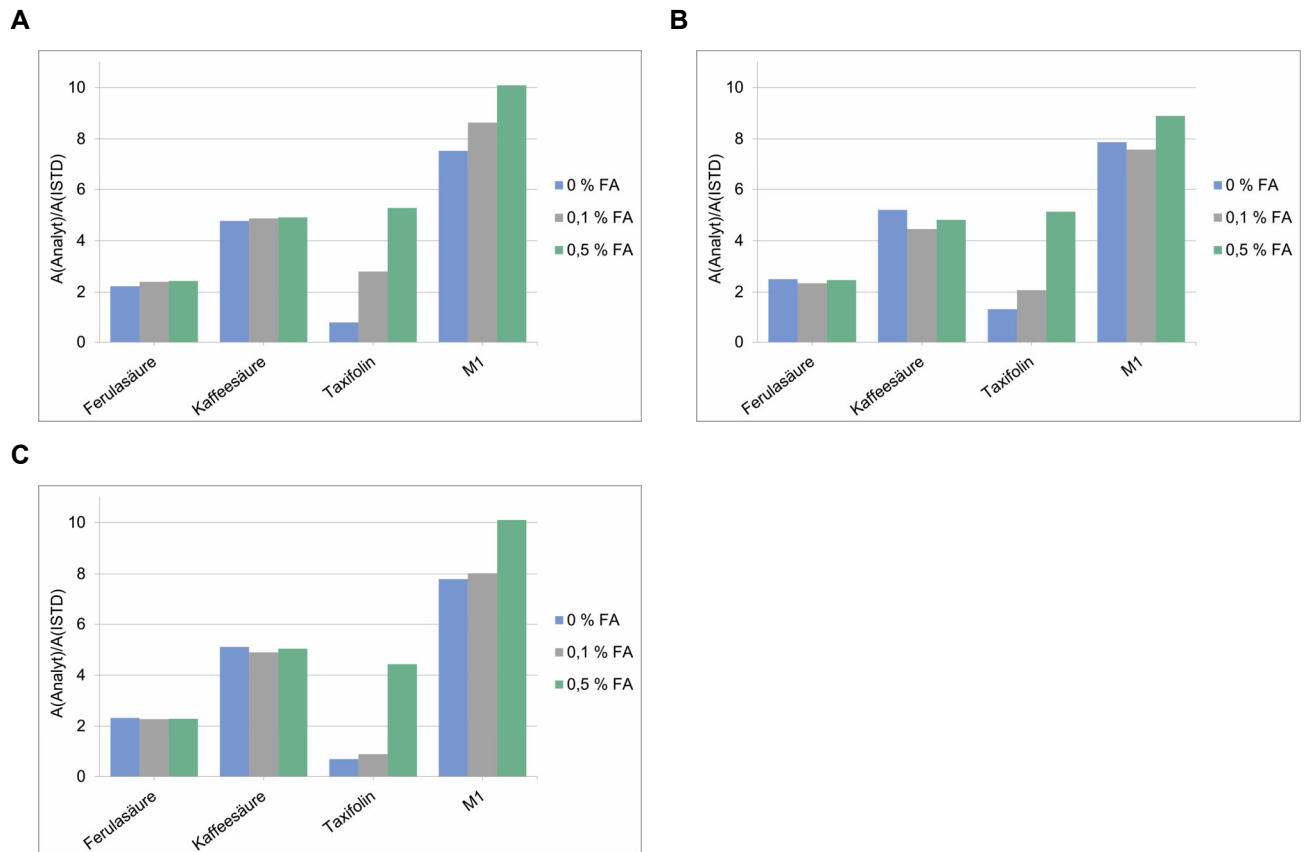 A
A(Analyt)/A(ISTD)
10
8
6
4
2
0
Ferulasäure
Kaffeesäure
Taxifolin
M1
0 % FA
0,1 % FA
0,5 % FA
B
A(Analyt)/A(ISTD)
10
8
6
4
2
0
Ferulasäure
Kaffeesäure
Taxifolin
M1
0 % FA
0,1 % FA
0,5 % FA
C
A(Analyt)/A(ISTD)
10
8
6
4
2
0
Ferulasäure
Kaffeesäure
Taxifolin
M1
0 % FA
0,1 % FA
0,5 % FA